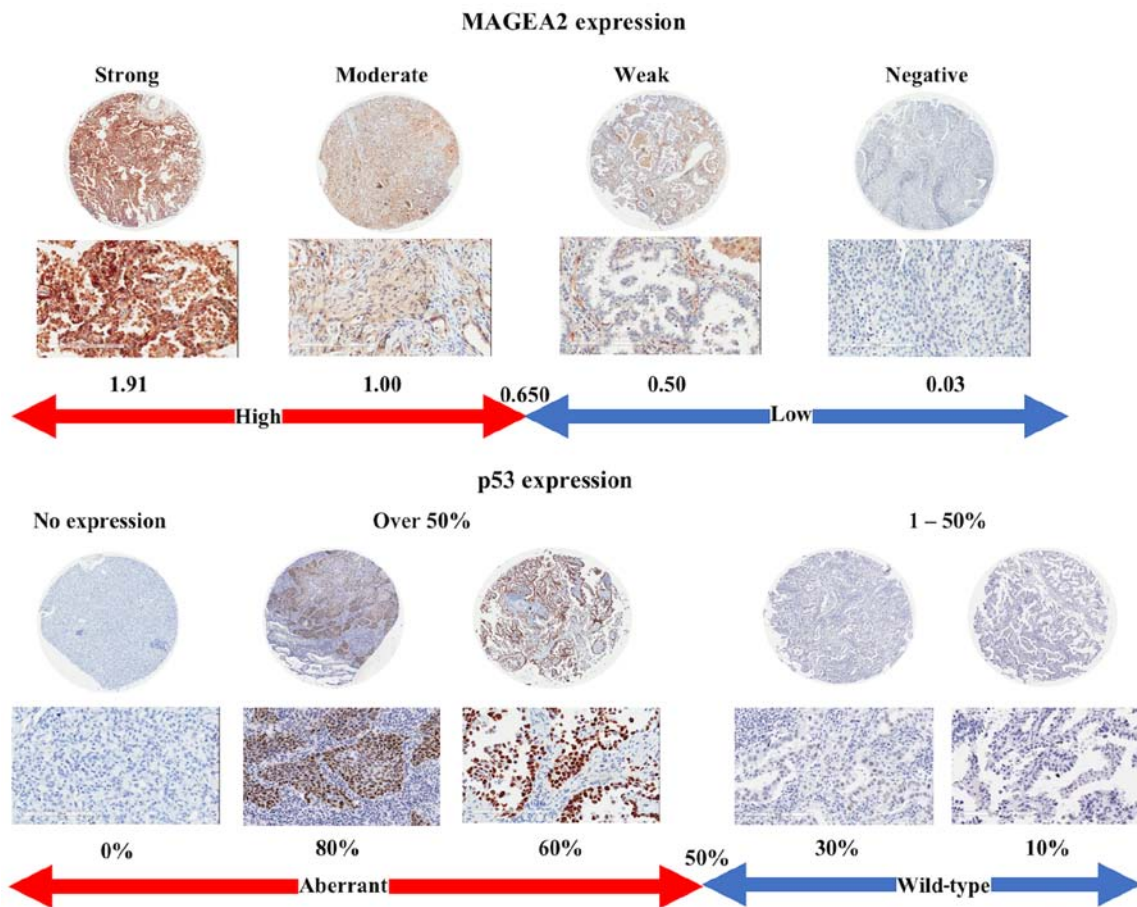 MAGEA2 expression
Strong Moderate Weak Negative
1.91 1.00 0.650 0.50 0.03
High Low
p53 expression
No expression Over 50% 1 – 50%
0% 80% 60% 50% 30% 10%
Aberrant Wild-type